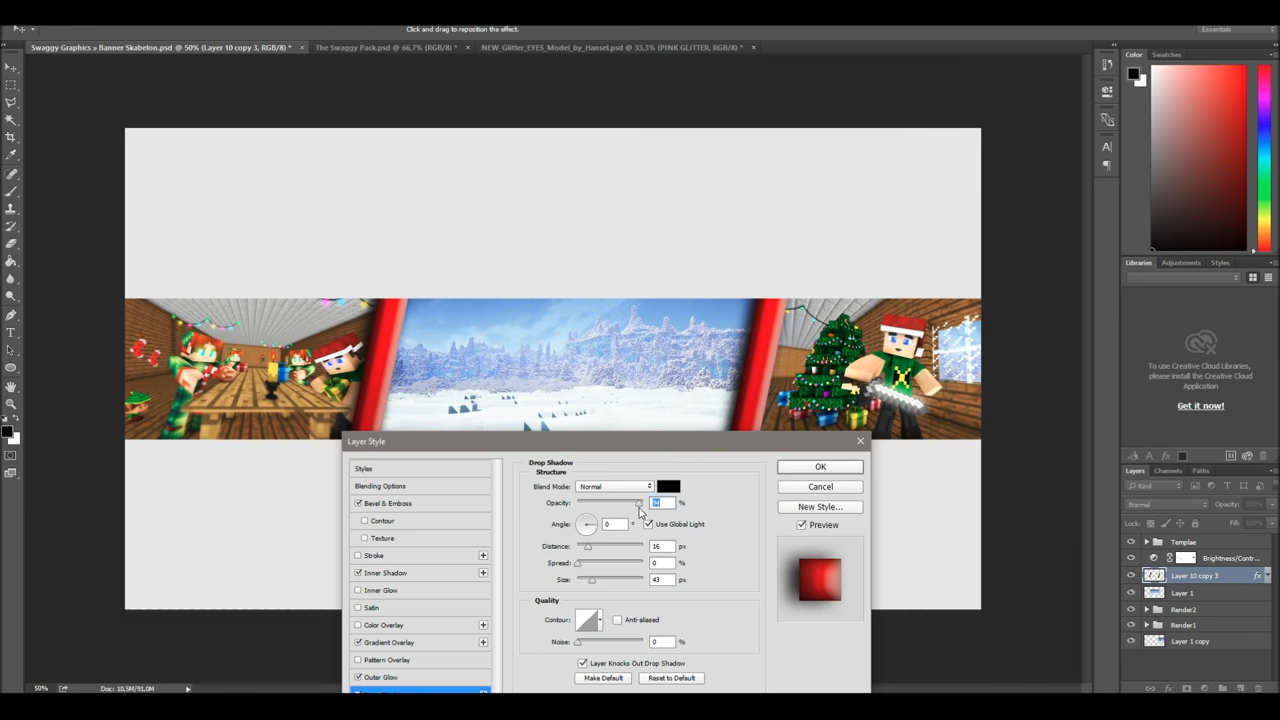 Click and drag to reposition the effect.
Essentials
Swaggy Graphics » Banner Skabelon.psd @ 50% (Layer 10 copy 3, RGB/8) *
The Swaggy Pack.psd @ 66,7% (RGB/8) *
NEW_Glitter_EYES_Model_by_Hansel.psd @ 33,3% (PINK GLITTER, RGB/8) *
Color
Swatches
Libraries
Adjustments
Styles
To use Creative Cloud Libraries,
please install the Creative Cloud
Application
Get it now!
Layer Style
Styles
Blending Options
Bevel & Emboss
Contour
Texture
Stroke
Inner Shadow
Inner Glow
Satin
Color Overlay
Gradient Overlay
Pattern Overlay
Outer Glow
Drop Shadow
Structure
Blend Mode: Normal
Opacity: %
Angle: 0 ° Use Global Light
Distance: 16 px
Spread: 0 %
Size: 43 px
Quality
Contour: Anti-aliased
Noise: 0 %
Layer Knocks Out Drop Shadow
Make Default
Reset to Default
OK
Cancel
New Style...
Preview
Layers
Channels
Paths
Kind
Normal
Opacity:
Lock:
Fill:
Templae
Brightness/Contr...
Layer 10 copy 3
fx
Layer 1
Render2
Render1
Layer 1 copy
50%
Doc: 10,5M/91,0M